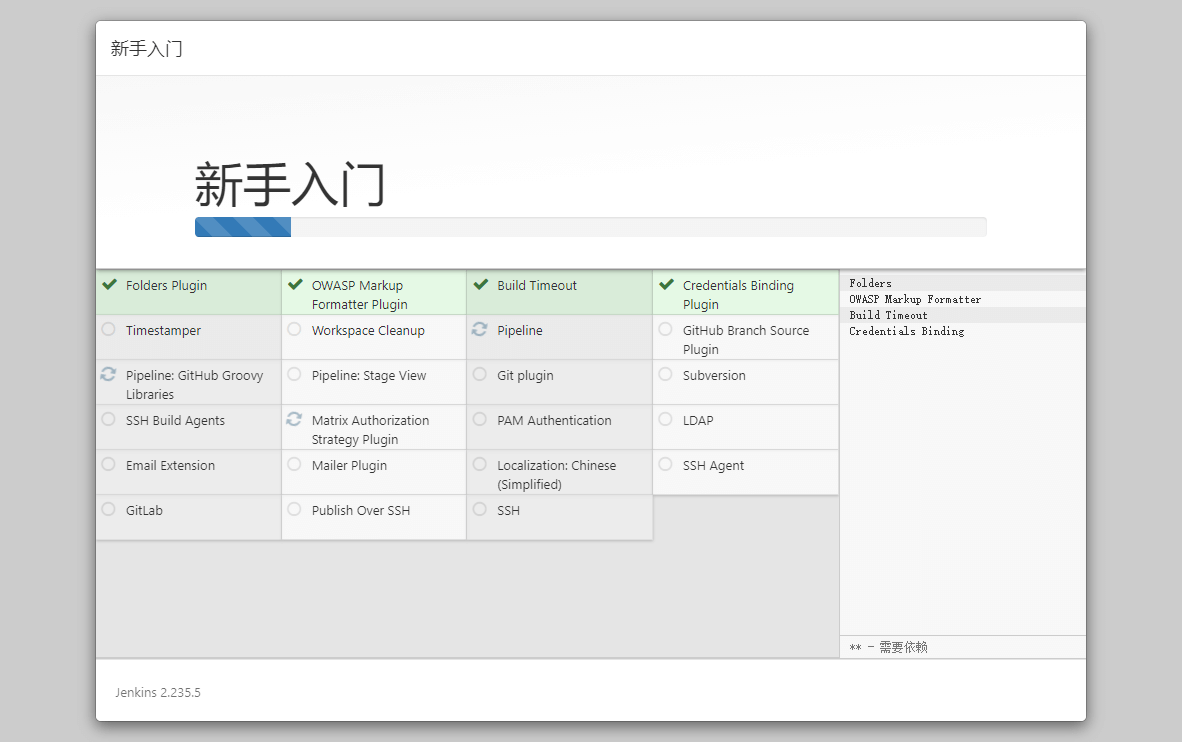 新手入门
新手入门
Folders Plugin
OWASP Markup
Formatter Plugin
Build Timeout
Credentials Binding
Plugin
Timestamper
Workspace Cleanup
Pipeline
GitHub Branch Source
Plugin
Pipeline: GitHub Groovy
Libraries
Pipeline: Stage View
Git plugin
Subversion
SSH Build Agents
Matrix Authorization
Strategy Plugin
PAM Authentication
LDAP
Email Extension
Mailer Plugin
Localization: Chinese
(Simplified)
SSH Agent
GitLab
Publish Over SSH
SSH
Folders
OWASP Markup Formatter
Build Timeout
Credentials Binding
** - 需要依赖
Jenkins 2.235.5